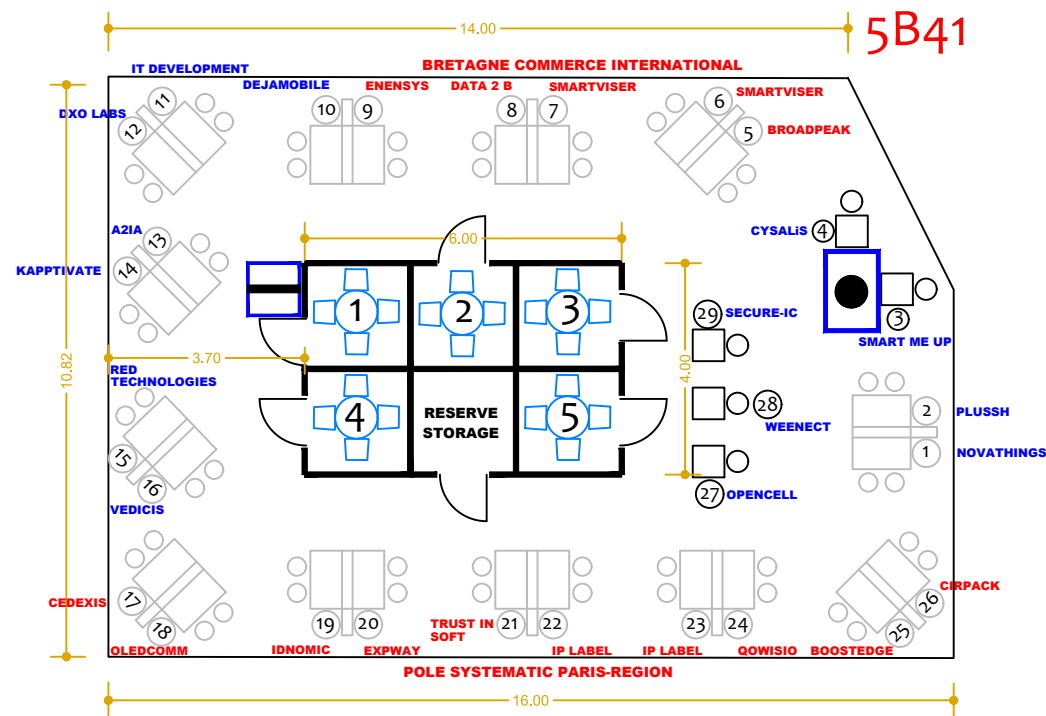 14.00
5B41
IT DEVELOPMENT
BRETAGNE COMMERCE INTERNATIONAL
DEJAMOBILE
ENENSYS
DATA 2 B
SMARTVISER
SMARTVISER
DXO LABS
11
12
10
9
8
7
6
5
BROADPEAK
A2IA
13
14
KAPPTIVATE
6.00
CYSALiS
4
3
SMART ME UP
1
2
3
29
SECURE-IC
3.70
10.82
4.00
RED
TECHNOLOGIES
4
RESERVE
STORAGE
5
28
WEENECT
2
PLUSSH
1
NOVATHINGS
15
16
VEDICIS
27
OPENCELL
CEDEXIS
17
18
OLEDCOMM
19
20
IDNOMIC
EXPWAY
TRUST IN
SOFT
21
22
IP LABEL
23
24
IP LABEL
QOWISIO
BOOSTEDGE
25
26
CIRPACK
POLE SYSTEMATIC PARIS-REGION
16.00